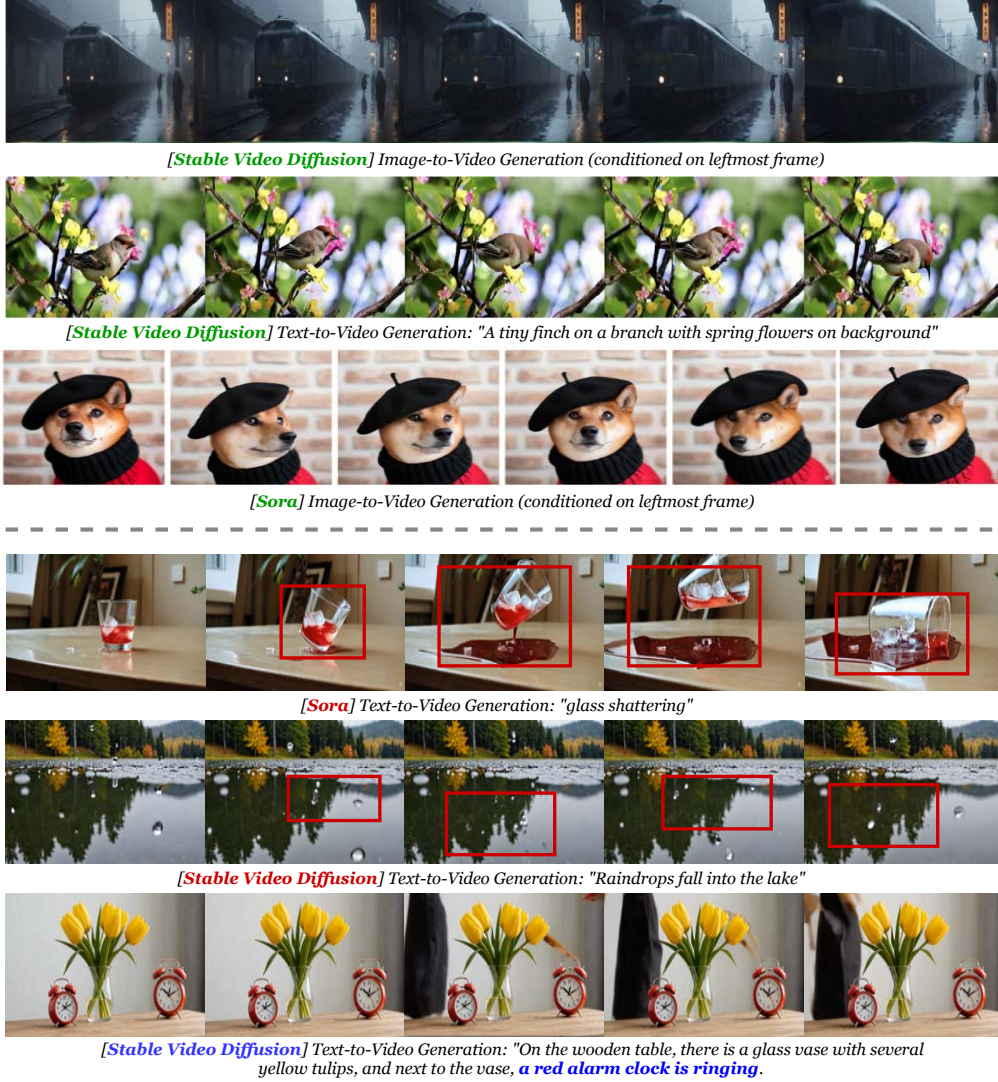 [Stable Video Diffusion] Image-to-Video Generation (conditioned on leftmost frame)
[Stable Video Diffusion] Text-to-Video Generation: "A tiny finch on a branch with spring flowers on background"
[Sora] Image-to-Video Generation (conditioned on leftmost frame)
[Sora] Text-to-Video Generation: "glass shattering"
[Stable Video Diffusion] Text-to-Video Generation: "Raindrops fall into the lake"
[Stable Video Diffusion] Text-to-Video Generation: "On the wooden table, there is a glass vase with several
yellow tulips, and next to the vase, a red alarm clock is ringing.